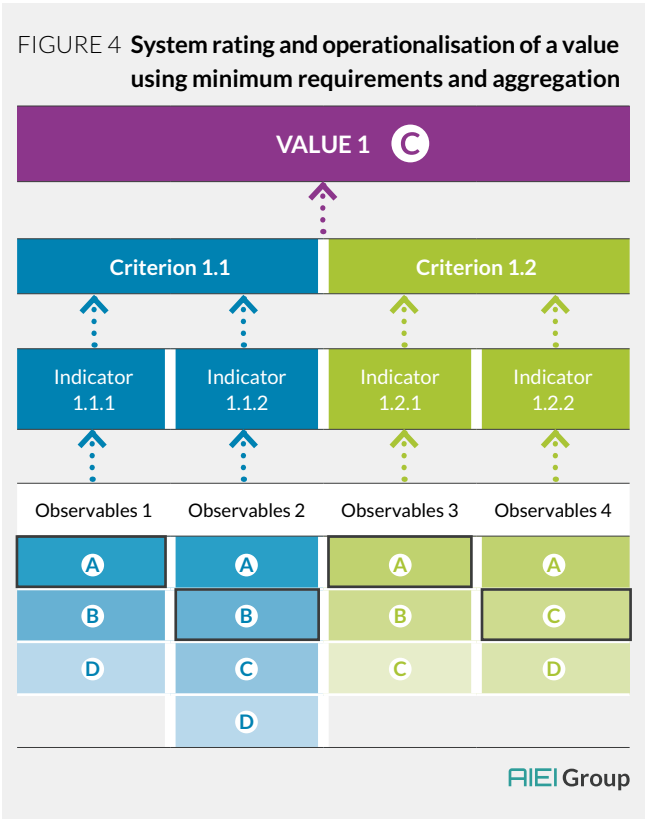 FIGURE 4 System rating and operationalisation of a value
using minimum requirements and aggregation
VALUE 1 C
Criterion 1.1 Criterion 1.2
Indicator Indicator Indicator Indicator
1.1.1 1.1.2 1.2.1 1.2.2
Observables 1 Observables 2 Observables 3 Observables 4
A A A A
B B B C
D C C D
D
AIEI Group